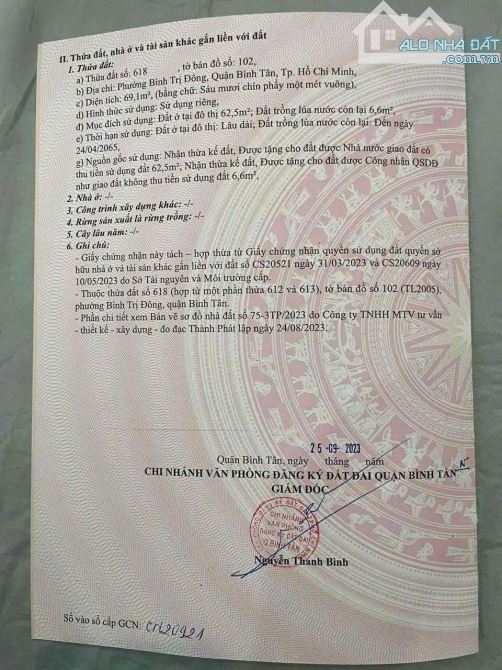 ALO NHÀ ĐẤT
II. Thửa đất, nhà ở và tài sản khác gắn liền với đất
1. Thửa đất:
a) Thửa đất số: 618 , tờ bản đồ số: 102,
b) Địa chỉ: Phường Bình Trị Đông, Quận Bình Tân, Tp. Hồ Chí Minh,
c) Diện tích: 69,1m², (bằng chữ: Sáu mươi chín phẩy một mét vuông),
d) Hình thức sử dụng: Sử dụng riêng,
đ) Mục đích sử dụng: Đất ở tại đô thị 62,5m²; Đất trồng lúa nước còn lại 6,6m²,
e) Thời hạn sử dụng: Đất ở tại đô thị: Lâu dài; Đất trồng lúa nước còn lại: Đến ngày
24/04/2065,
g) Nguồn gốc sử dụng: Nhận thừa kế đất, Được tặng cho đất được Nhà nước giao đất có
thu tiền sử dụng đất 62,5m²; Nhận thừa kế đất, Được tặng cho đất được Công nhận QSDĐ
như giao đất không thu tiền sử dụng đất 6,6m²,
2. Nhà ở: -/-
3. Công trình xây dựng khác: -/-
4. Rừng sản xuất là rừng trồng: -/-
5. Cây lâu năm: -/-
6. Ghi chú:
- Giấy chứng nhận này tách – hợp thửa từ Giấy chứng nhận quyền sử dụng đất quyền sở
hữu nhà ở và tài sản khác gắn liền với đất số CS20521 ngày 31/03/2023 và CS20609 ngày
10/05/2023 do Sở Tài nguyên và Môi trường cấp.
- Thuộc thửa đất số 618 (hợp từ một phần thửa 612 và 613), tờ bản đồ số 102 (TL2005),
phường Bình Trị Đông, quận Bình Tân.
- Phần chi tiết xem Bản vẽ sơ đồ nhà đất số 75-3TP/2023 do Công ty TNHH MTV tư vấn
- thiết kế - xây dựng - đo đạc Thành Phát lập ngày 24/08/2023.
25-09-2023
Quận Bình Tân, ngày tháng năm
CHI NHÁNH VĂN PHÒNG ĐĂNG KÝ ĐẤT ĐAI QUẬN BÌNH TÂN
GIÁM ĐỐC
CHI NHÁNH
VĂN PHÒNG
ĐĂNG KÝ ĐẤT ĐAI
Q.BÌNH TÂN
Nguyễn Thanh Bình
Số vào sổ cấp GCN: CH20921